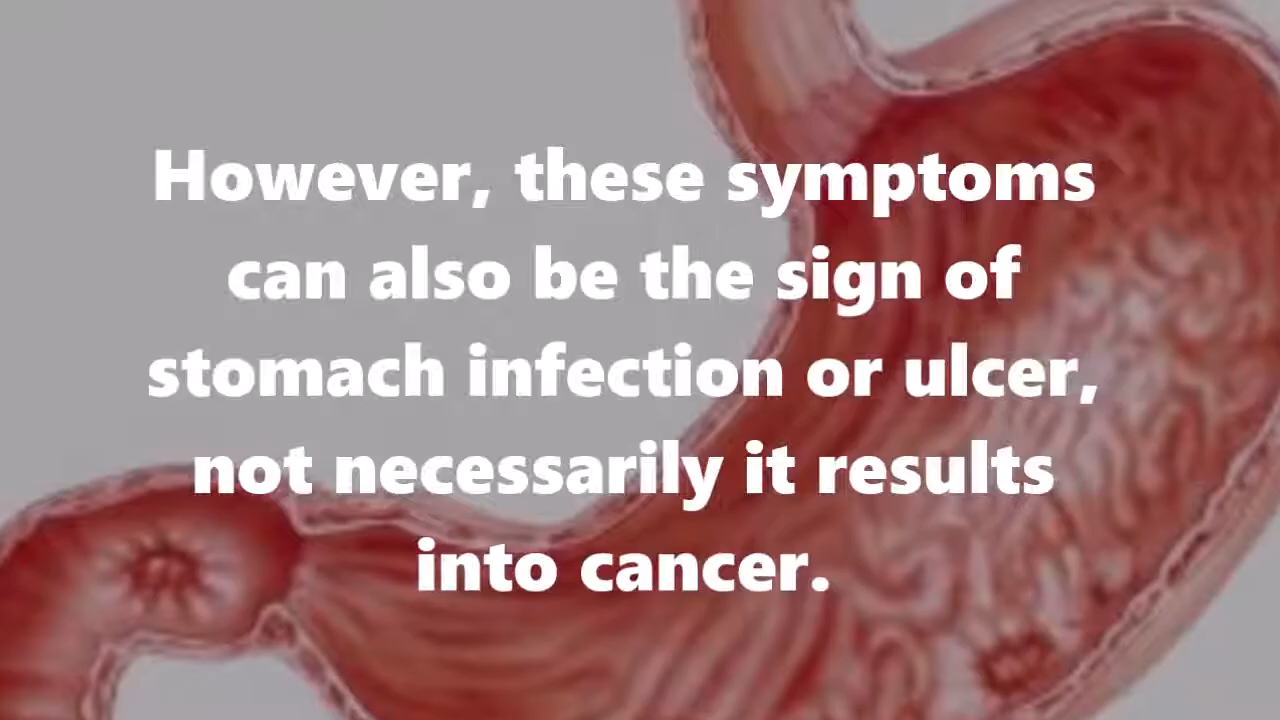 However, these symptoms
can also be the sign of
stomach infection or ulcer,
not necessarily it results
into cancer.